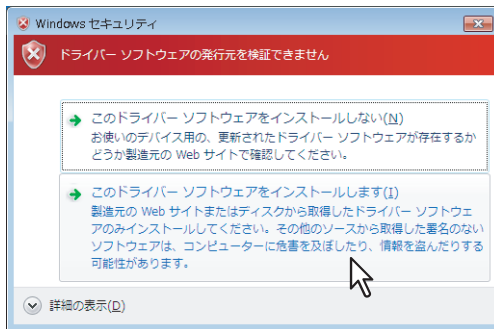 Windows セキュリティ
ドライバー ソフトウェアの発行元を検証できません
このドライバー ソフトウェアをインストールしない(N)
お使いのデバイス用の、更新されたドライバー ソフトウェアが存在するか
どうか製造元の Web サイトで確認してください。
このドライバー ソフトウェアをインストールします(I)
製造元の Web サイトまたはディスクから取得したドライバー ソフトウェ
アのみインストールしてください。その他のソースから取得した署名のない
ソフトウェアは、コンピューターに危害を及ぼしたり、情報を盗んだりする
可能性があります。
詳細の表示(D)